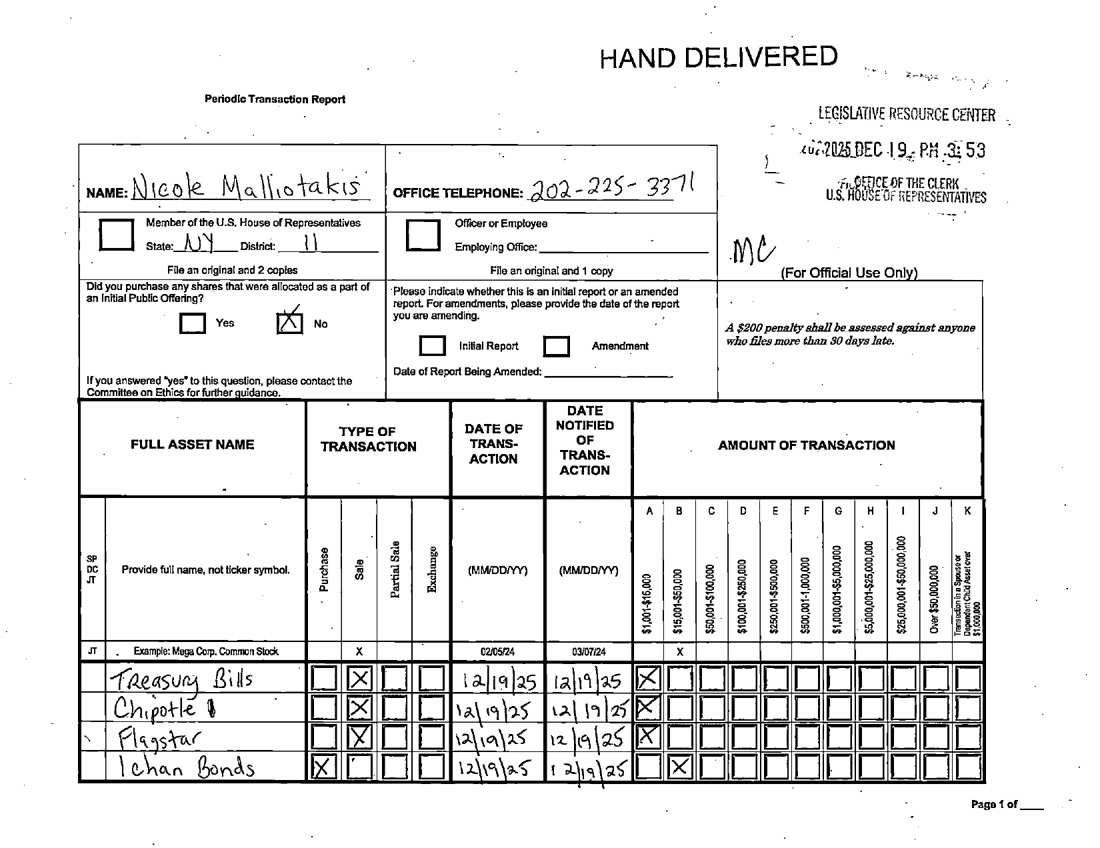 HAND DELIVERED
Periodic Transaction Report
LEGISLATIVE RESOURCE CENTER
2025 DEC 19 PM 3:53
OFFICE OF THE CLERK
U.S. HOUSE OF REPRESENTATIVES
NAME: Nicole Malliotakis
OFFICE TELEPHONE: 202-225-3371
Member of the U.S. House of Representatives
State: NY District: 11
File an original and 2 copies
Officer or Employee
Employing Office:
File an original and 1 copy
MC
(For Official Use Only)
Did you purchase any shares that were allocated as a part of
an Initial Public Offering?
Yes X No
If you answered "yes" to this question, please contact the
Committee on Ethics for further guidance.
Please indicate whether this is an initial report or an amended
report. For amendments, please provide the date of the report
you are amending.
Initial Report Amendment
Date of Report Being Amended:
A $200 penalty shall be assessed against anyone
who files more than 30 days late.
FULL ASSET NAME
TYPE OF
TRANSACTION
DATE OF
TRANS-
ACTION
DATE
NOTIFIED
OF
TRANS-
ACTION
AMOUNT OF TRANSACTION
SP
DC
JT
Provide full name, not ticker symbol.
Purchase
Sale
Partial Sale
Exchange
(MM/DD/YY)
(MM/DD/YY)
A B C D E F G H I J K
$1,001-$15,000
$15,001-$50,000
$50,001-$100,000
$100,001-$250,000
$250,001-$500,000
$500,001-1,000,000
$1,000,001-$5,000,000
$5,000,001-$25,000,000
$25,000,001-$50,000,000
Over $50,000,000
Transaction is a Spouse or
Dependent Child Asset over
$1,000,000
JT Example: Mega Corp. Common Stock X 02/05/24 03/07/24 X
Treasury Bills X 12/19/25 12/19/25 X
Chipotle X 12/19/25 12/19/25 X
Flagstar X 12/19/25 12/19/25 X
Ichan Bonds X 12/19/25 12/19/25 X
Page 1 of